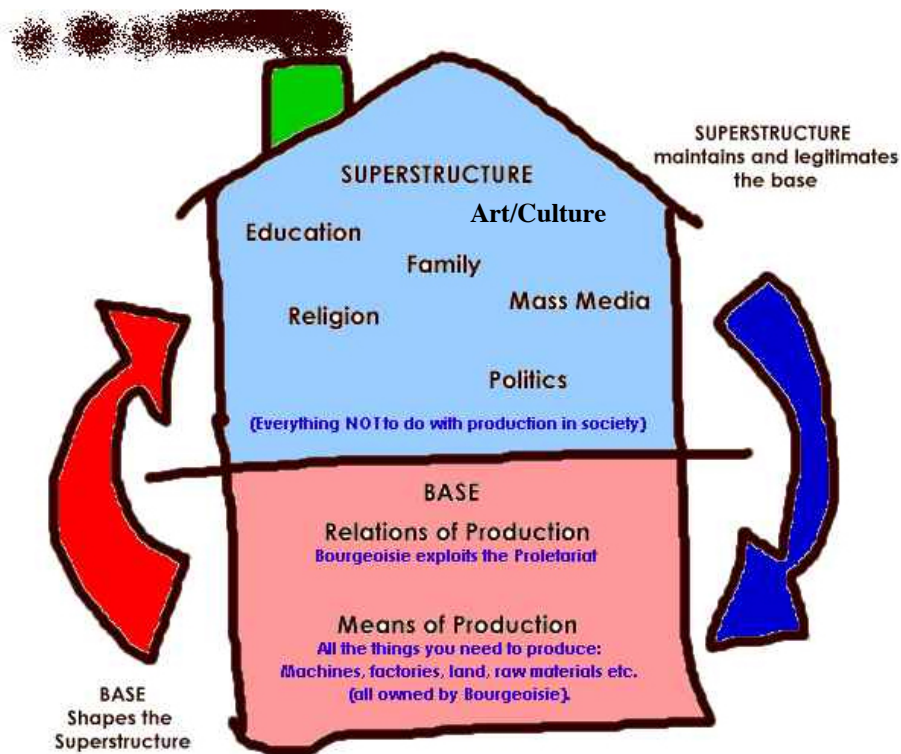 SUPERSTRUCTURE
maintains and legitimates
the base
SUPERSTRUCTURE
Art/Culture
Education
Family
Mass Media
Religion
Politics
(Everything NOT to do with production in society)
BASE
Relations of Production
Bourgeoisie exploits the Proletariat
Means of Production
All the things you need to produce:
Machines, factories, land, raw materials etc.
(all owned by Bourgeoisie).
BASE
Shapes the
Superstructure